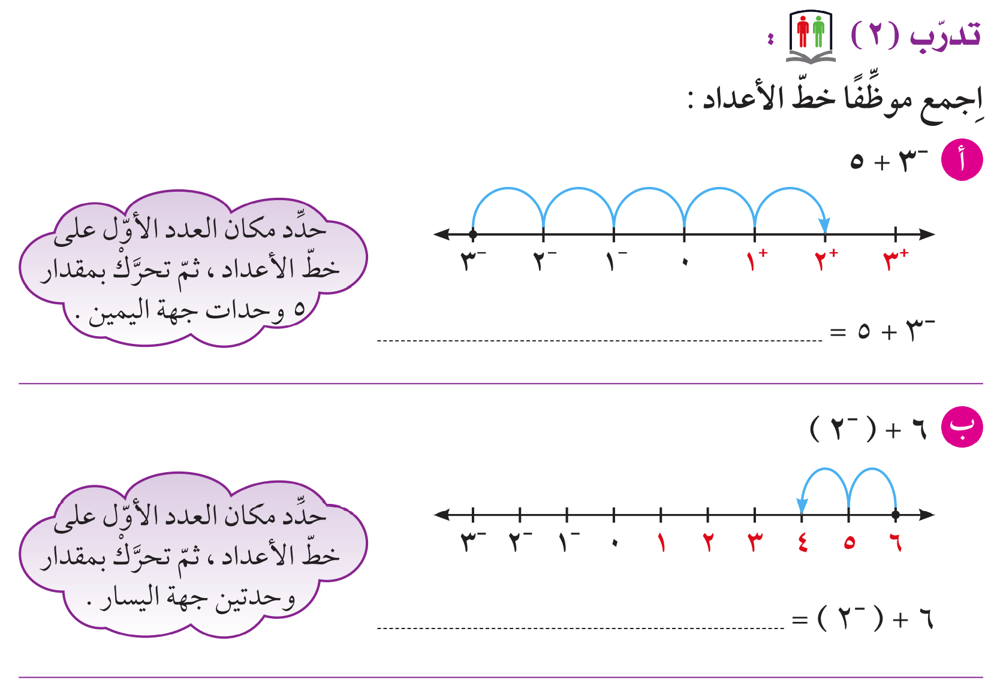 تدرّب (٢) :
اِجمع موظِّفًا خطّ الأعداد :
أ ⁻٣ + ٥
⁻٣ ⁻٢ ⁻١ ٠ ⁺١ ⁺٢ ⁺٣
حدِّد مكان العدد الأوّل على
خطّ الأعداد ، ثمّ تحرَّكْ بمقدار
٥ وحدات جهة اليمين .
⁻٣ + ٥ =
ب ٦ + (⁻٢)
⁻٣ ⁻٢ ⁻١ ٠ ١ ٢ ٣ ٤ ٥ ٦
حدِّد مكان العدد الأوّل على
خطّ الأعداد ، ثمّ تحرَّكْ بمقدار
وحدتين جهة اليسار .
٦ + (⁻٢) =